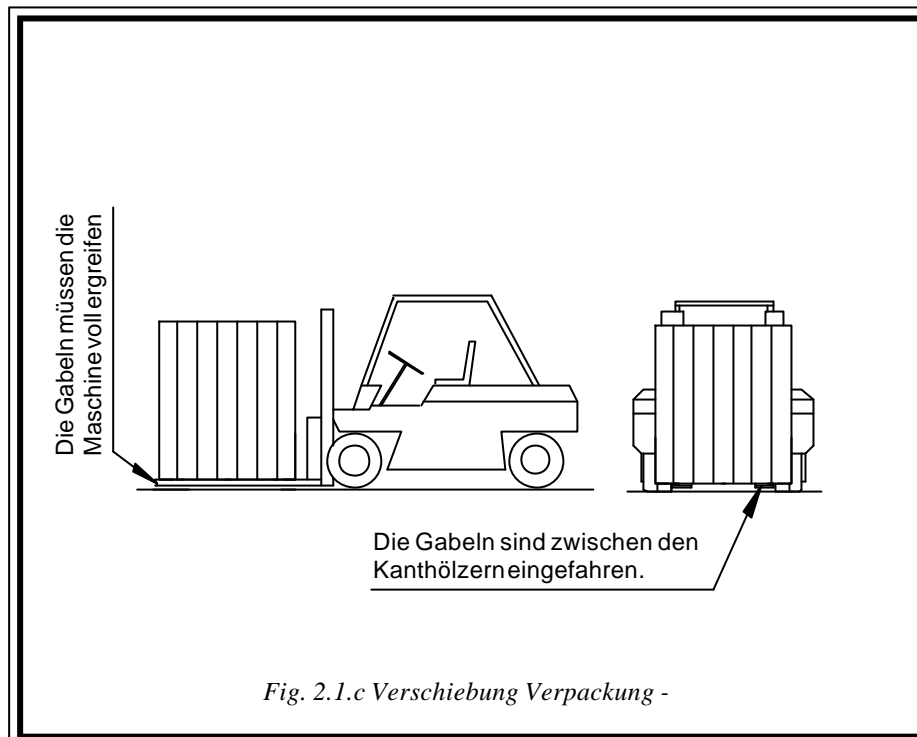 Die Gabeln müssen die
Maschine voll ergreifen
Die Gabeln sind zwischen den
Kanthölzern eingefahren.
Fig. 2.1.c Verschiebung Verpackung -